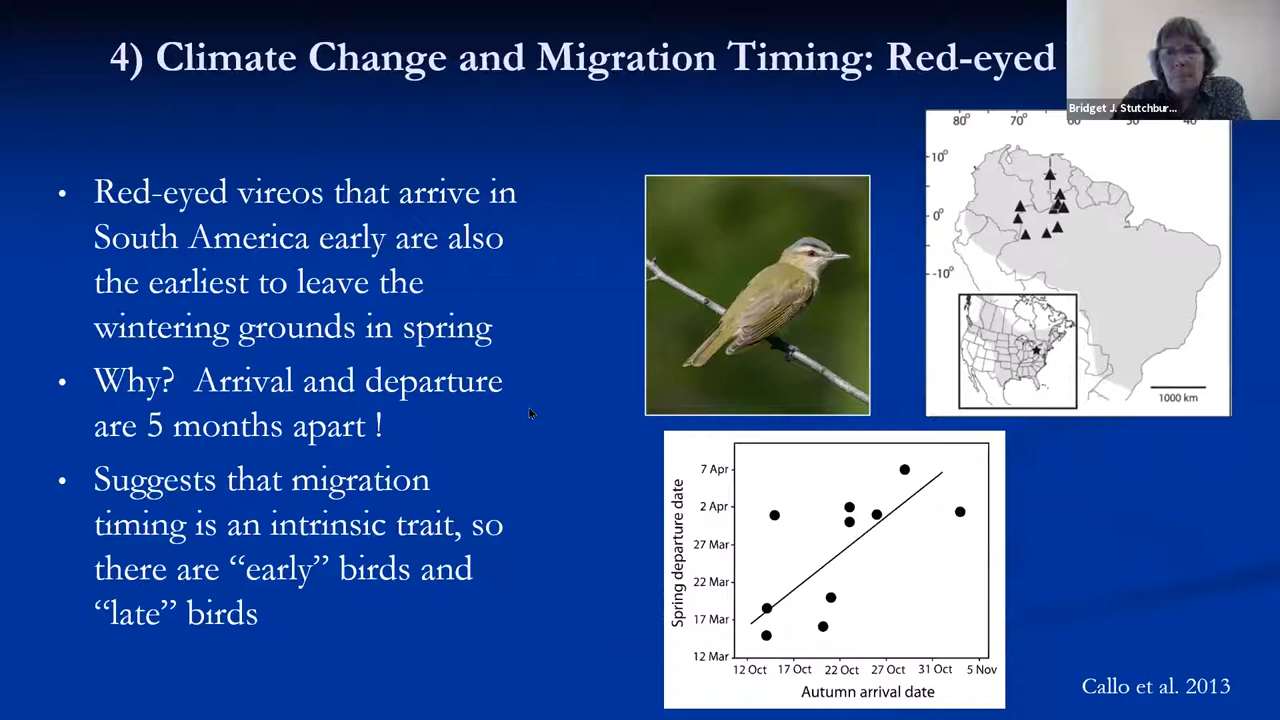 4) Climate Change and Migration Timing: Red-eyed
Bridget J. Stutchbur...
• Red-eyed vireos that arrive in
South America early are also
the earliest to leave the
wintering grounds in spring
• Why? Arrival and departure
are 5 months apart !
• Suggests that migration
timing is an intrinsic trait, so
there are “early” birds and
“late” birds
80° 70°
10°
0°
-10°
1000 km
Spring departure date
7 Apr
2 Apr
27 Mar
22 Mar
17 Mar
12 Mar
12 Oct 17 Oct 22 Oct 27 Oct 31 Oct 5 Nov
Autumn arrival date
Callo et al. 2013